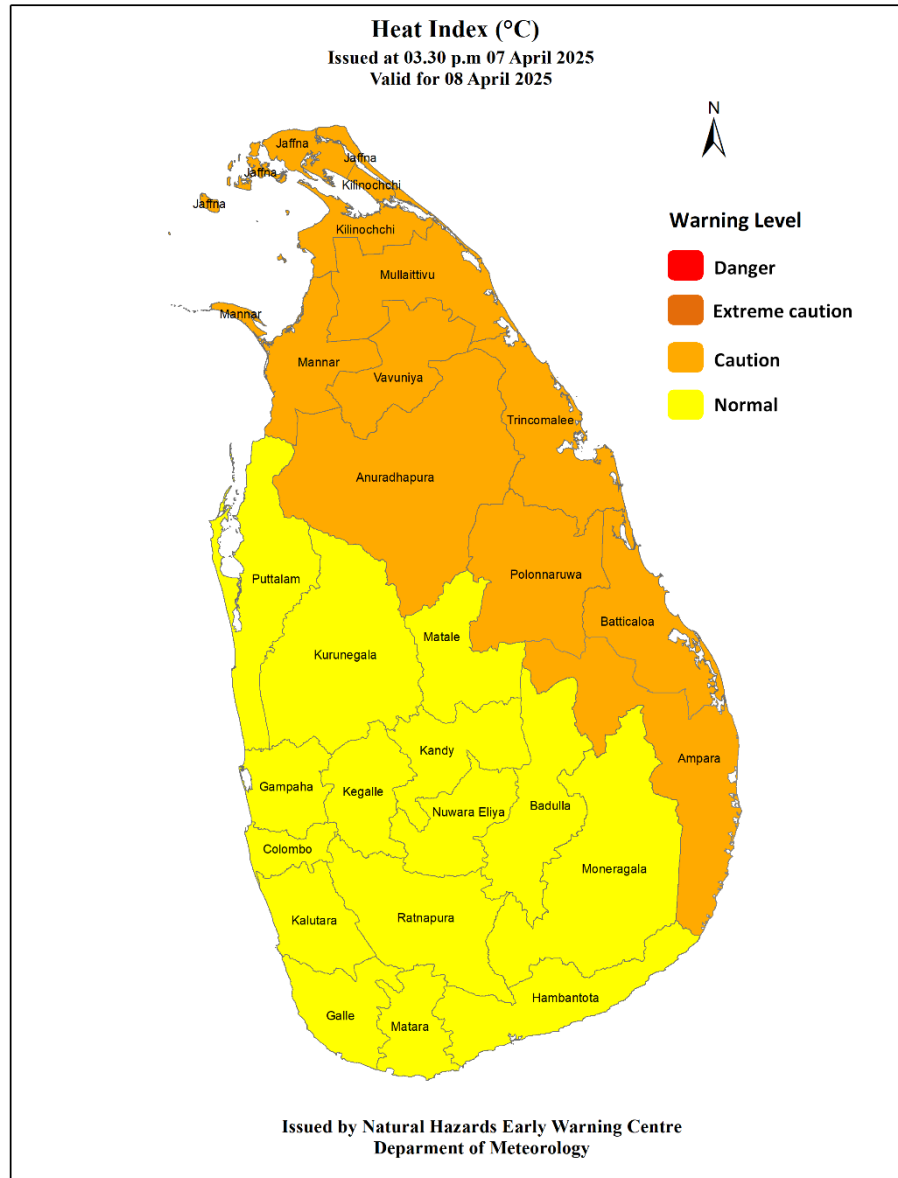 Heat Index (°C)
Issued at 03.30 p.m 07 April 2025
Valid for 08 April 2025
N
Jaffna
Jaffna
Jaffna
Kilinochchi
Jaffna
Kilinochchi
Warning Level
Mullaittivu
Danger
Mannar
Extreme caution
Mannar
Caution
Vavuniya
Normal
Trincomalee
Anuradhapura
Polonnaruwa
Puttalam
Batticaloa
Matale
Kurunegala
Kandy
Ampara
Gampaha
Kegalle
Nuwara Eliya
Badulla
Colombo
Moneragala
Kalutara
Ratnapura
Hambantota
Galle
Matara
Issued by Natural Hazards Early Warning Centre
Deparment of Meteorology